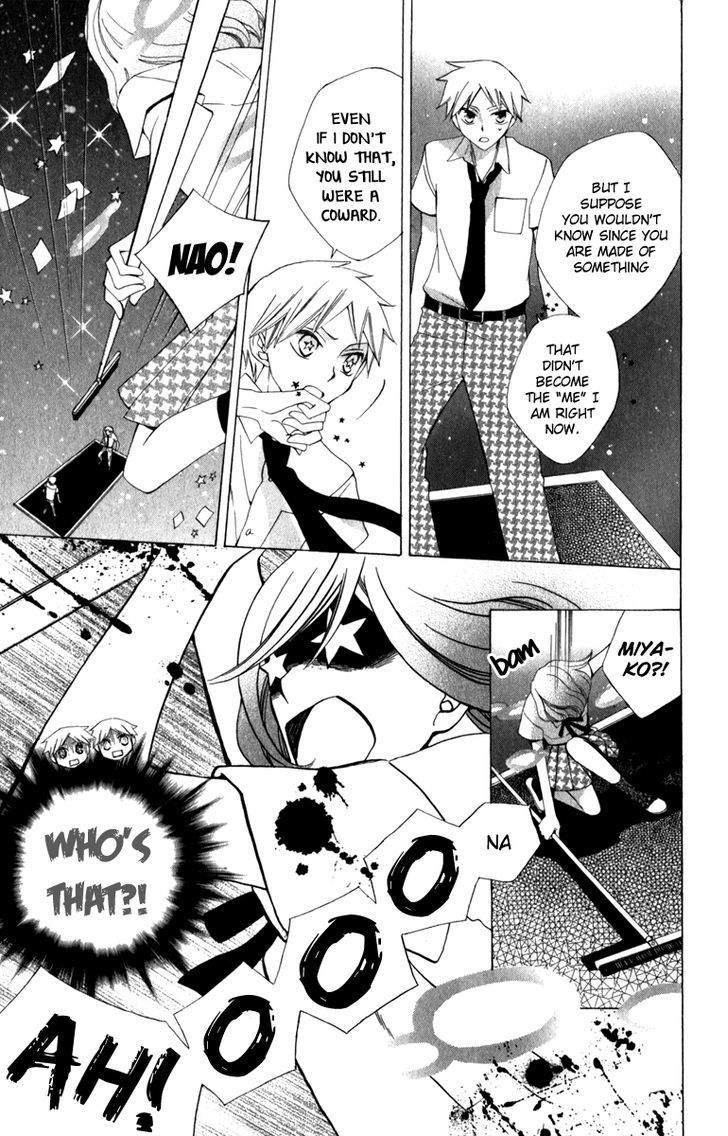 BUT I
SUPPOSE
YOU WOULDN'T
KNOW SINCE YOU
ARE MADE OF
SOMETHING
THAT
DIDN'T
BECOME
THE "ME" I
AM RIGHT
NOW.
EVEN
IF I DON'T
KNOW THAT,
YOU STILL
WERE A
COWARD.
NAO!
MIYA-
KO?!
bam
NA
O
O
O
AH!
WHO'S
THAT?!